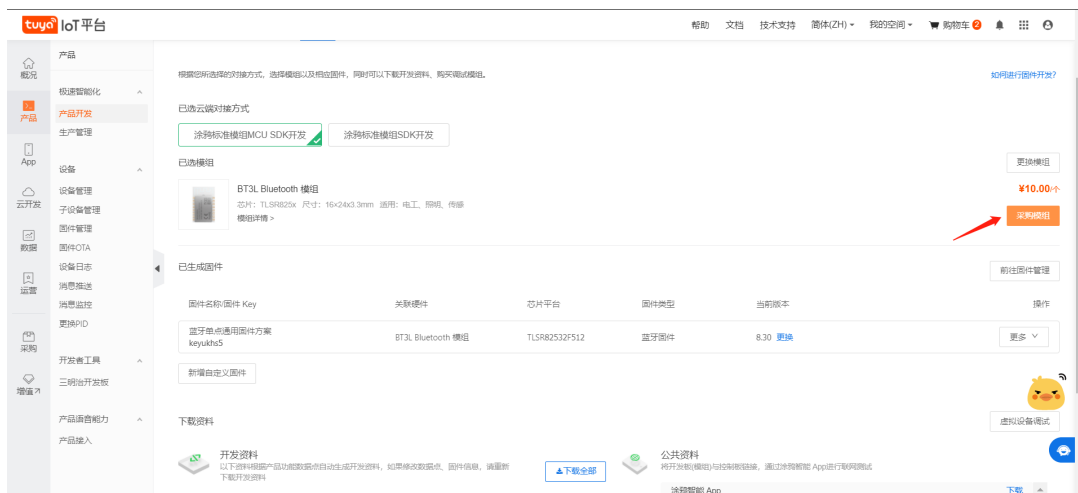 tuya IoT平台
帮助 文档 技术支持 简体(ZH) 我的空间 购物车 2
概况
产品
App
云开发
数据
运营
采购
增值
产品
极速智能化
产品开发
生产管理
设备
设备管理
子设备管理
固件管理
固件OTA
设备日志
消息推送
消息监控
更换PID
开发者工具
三明治开发板
产品语音能力
产品接入
根据您所选择的对接方式，选择模组以及相应固件，同时可以下载开发资料、购买调试模组。
如何进行固件开发?
已选云端对接方式
涂鸦标准模组MCU SDK开发 涂鸦标准模组SDK开发
已选模组
更换模组
BT3L Bluetooth 模组
¥10.00/个
芯片：TLSR825x 尺寸：16×24x3.3mm 适用：电工、照明、传感
模组详情 >
采购模组
已生成固件
前往固件管理
固件名称/固件 Key 关联硬件 芯片平台 固件类型 当前版本 操作
蓝牙单点通用固件方案
keyukhs5
BT3L Bluetooth 模组 TLSR82532F512 蓝牙固件 8.30 更换 更多
新增自定义固件
下载资料
虚拟设备调试
开发资料
以下资料根据产品功能数据点自动生成开发资料，如果修改数据点、固件信息，请重新
下载开发资料
下载全部
公共资料
将开发板(模组)与控制板链接，通过涂鸦智能 App进行联网测试
涂鸦智能 App 下载